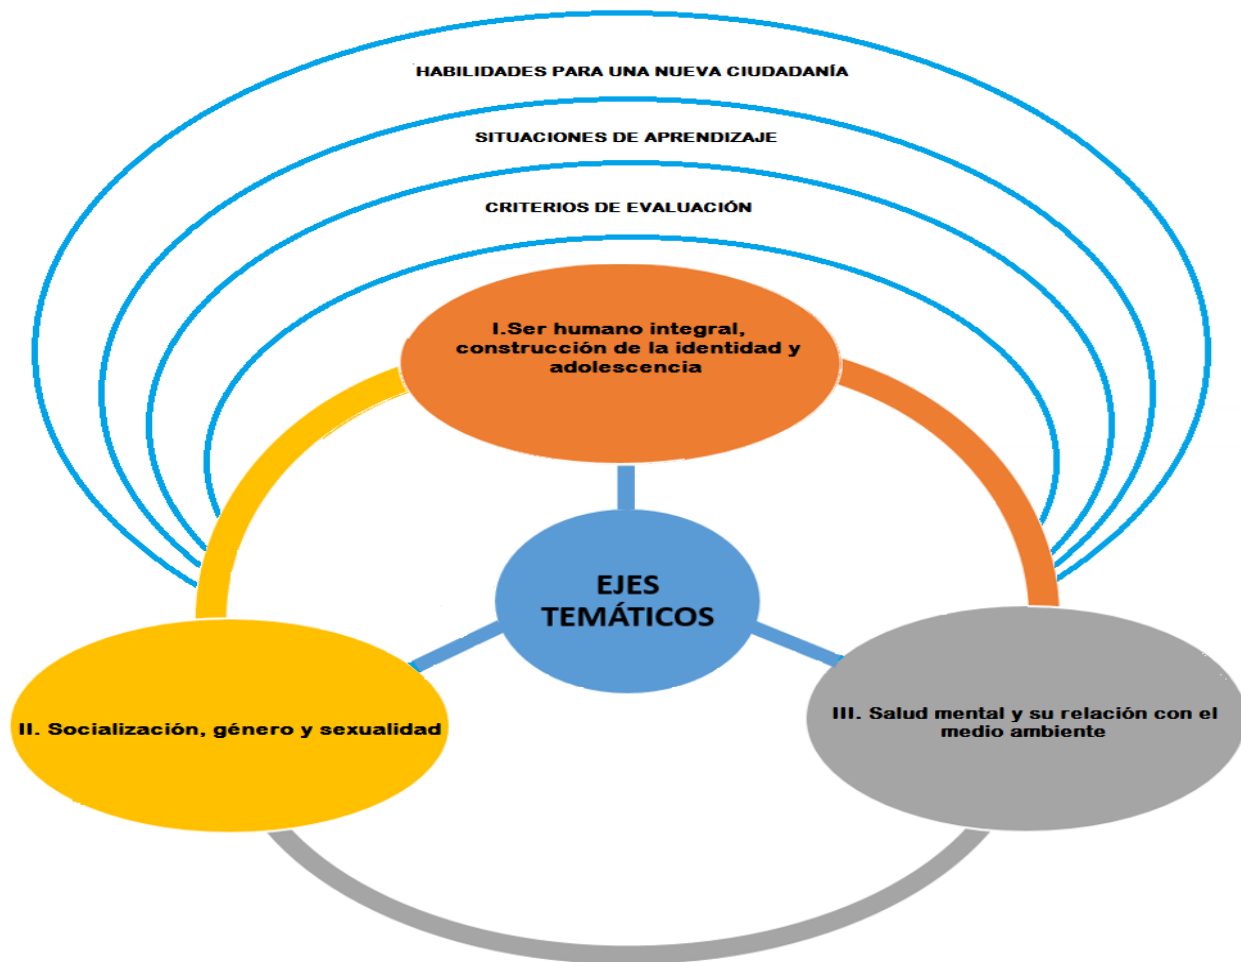 HABILIDADES PARA UNA NUEVA CIUDADANÍA
SITUACIONES DE APRENDIZAJE
CRITERIOS DE EVALUACIÓN
I.Ser humano integral,
construcción de la identidad y
adolescencia
EJES
TEMÁTICOS
II. Socialización, género y sexualidad
III. Salud mental y su relación con el
medio ambiente